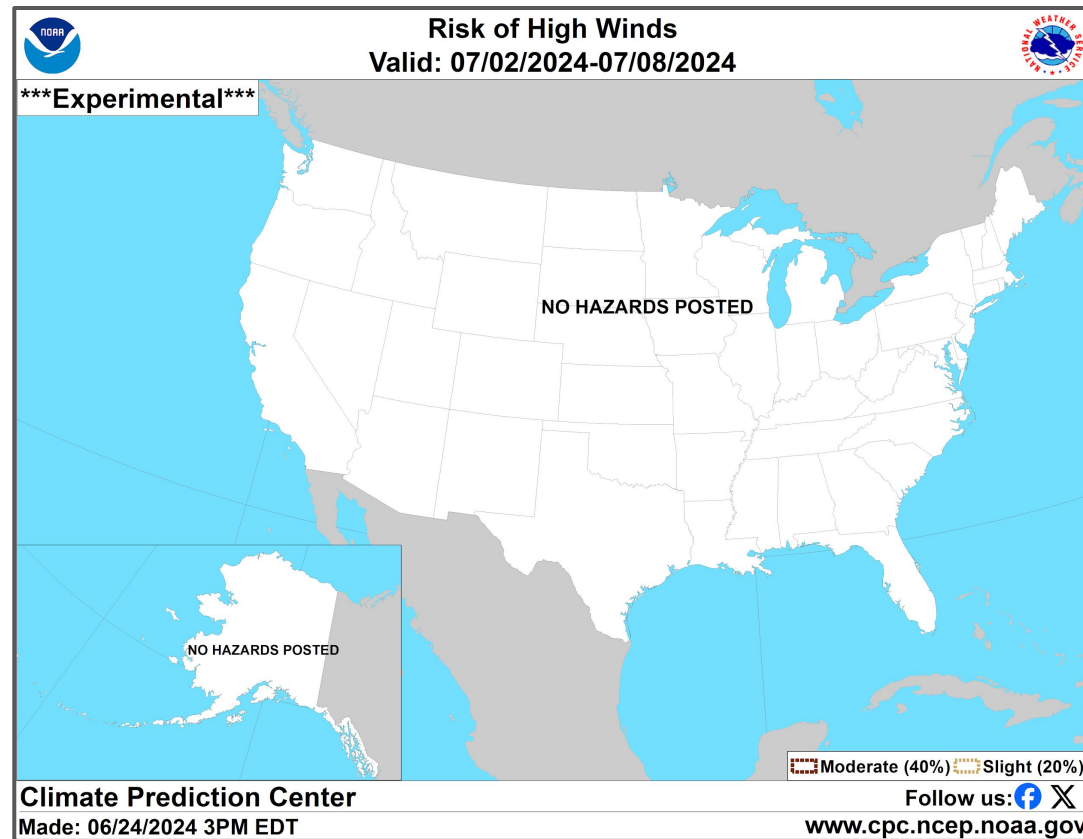 NOAA
Risk of High Winds
Valid: 07/02/2024-07/08/2024
NATIONAL WEATHER SERVICE
***Experimental***
NO HAZARDS POSTED
NO HAZARDS POSTED
Moderate (40%) Slight (20%)
Climate Prediction Center
Follow us:
Made: 06/24/2024 3PM EDT
www.cpc.ncep.noaa.gov